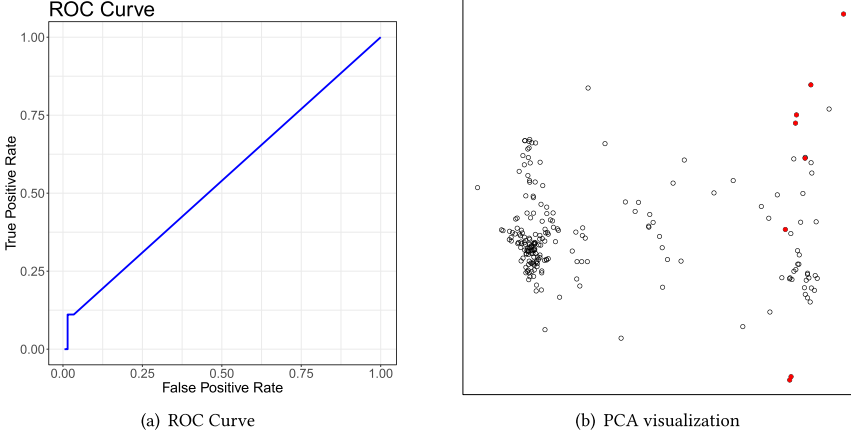 ROC Curve
True Positive Rate
1.00
0.75
0.50
0.25
0.00
0.00 0.25 0.50 0.75 1.00
False Positive Rate
(a) ROC Curve
(b) PCA visualization